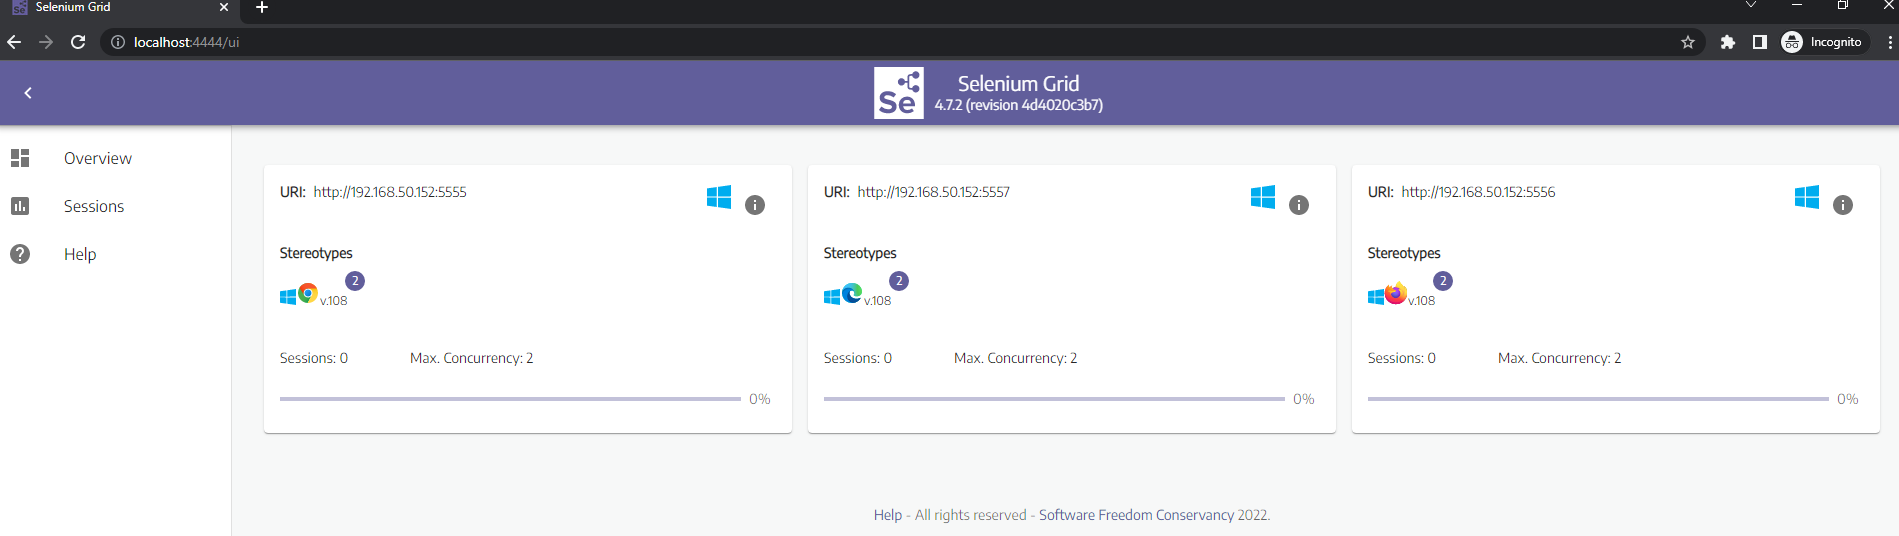 Selenium Grid
localhost:4444/ui
Incognito
Se
Selenium Grid
4.7.2 (revision 4d4020c3b7)
Overview
Sessions
Help
URI: http://192.168.50.152:5555
Stereotypes
v.108 2
Sessions: 0 Max. Concurrency: 2
0%
URI: http://192.168.50.152:5557
Stereotypes
v.108 2
Sessions: 0 Max. Concurrency: 2
0%
URI: http://192.168.50.152:5556
Stereotypes
v.108 2
Sessions: 0 Max. Concurrency: 2
0%
Help - All rights reserved - Software Freedom Conservancy 2022.